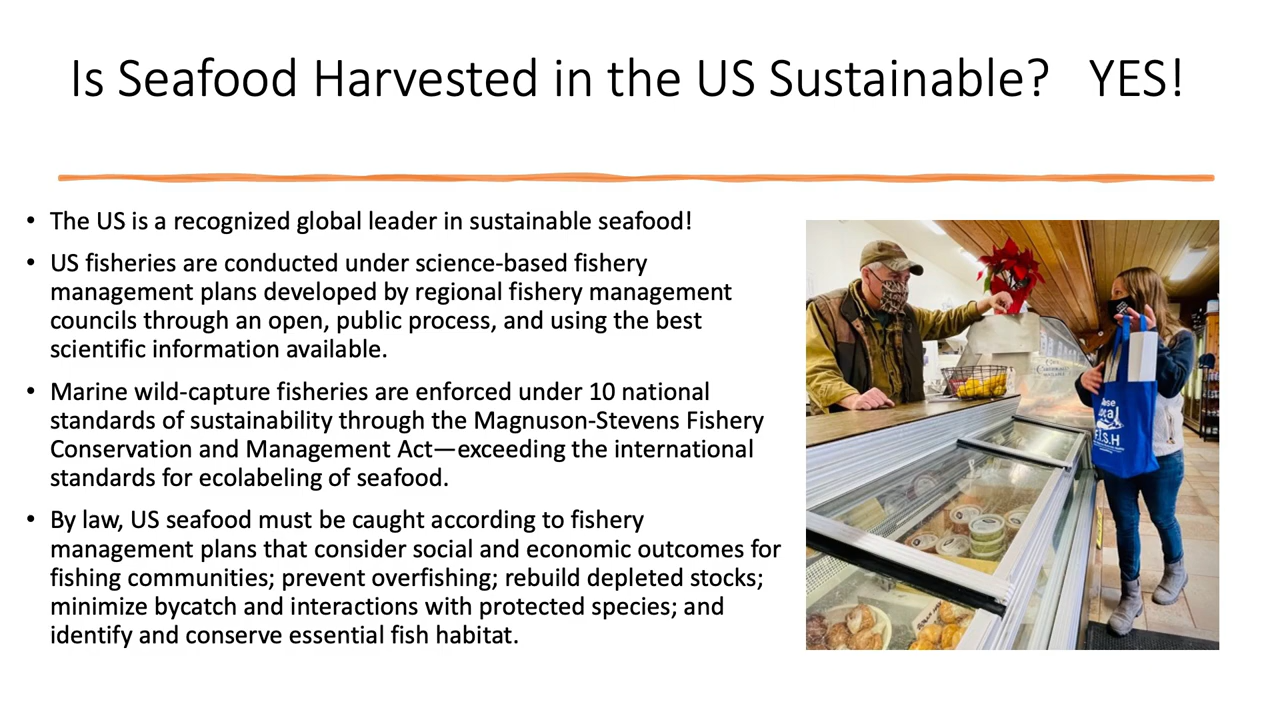 Is Seafood Harvested in the US Sustainable?   YES!
• The US is a recognized global leader in sustainable seafood!
• US fisheries are conducted under science-based fishery
management plans developed by regional fishery management
councils through an open, public process, and using the best
scientific information available.
• Marine wild-capture fisheries are enforced under 10 national
standards of sustainability through the Magnuson-Stevens Fishery
Conservation and Management Act—exceeding the international
standards for ecolabeling of seafood.
• By law, US seafood must be caught according to fishery
management plans that consider social and economic outcomes for
fishing communities; prevent overfishing; rebuild depleted stocks;
minimize bycatch and interactions with protected species; and
identify and conserve essential fish habitat.
Local
F.I.S.H